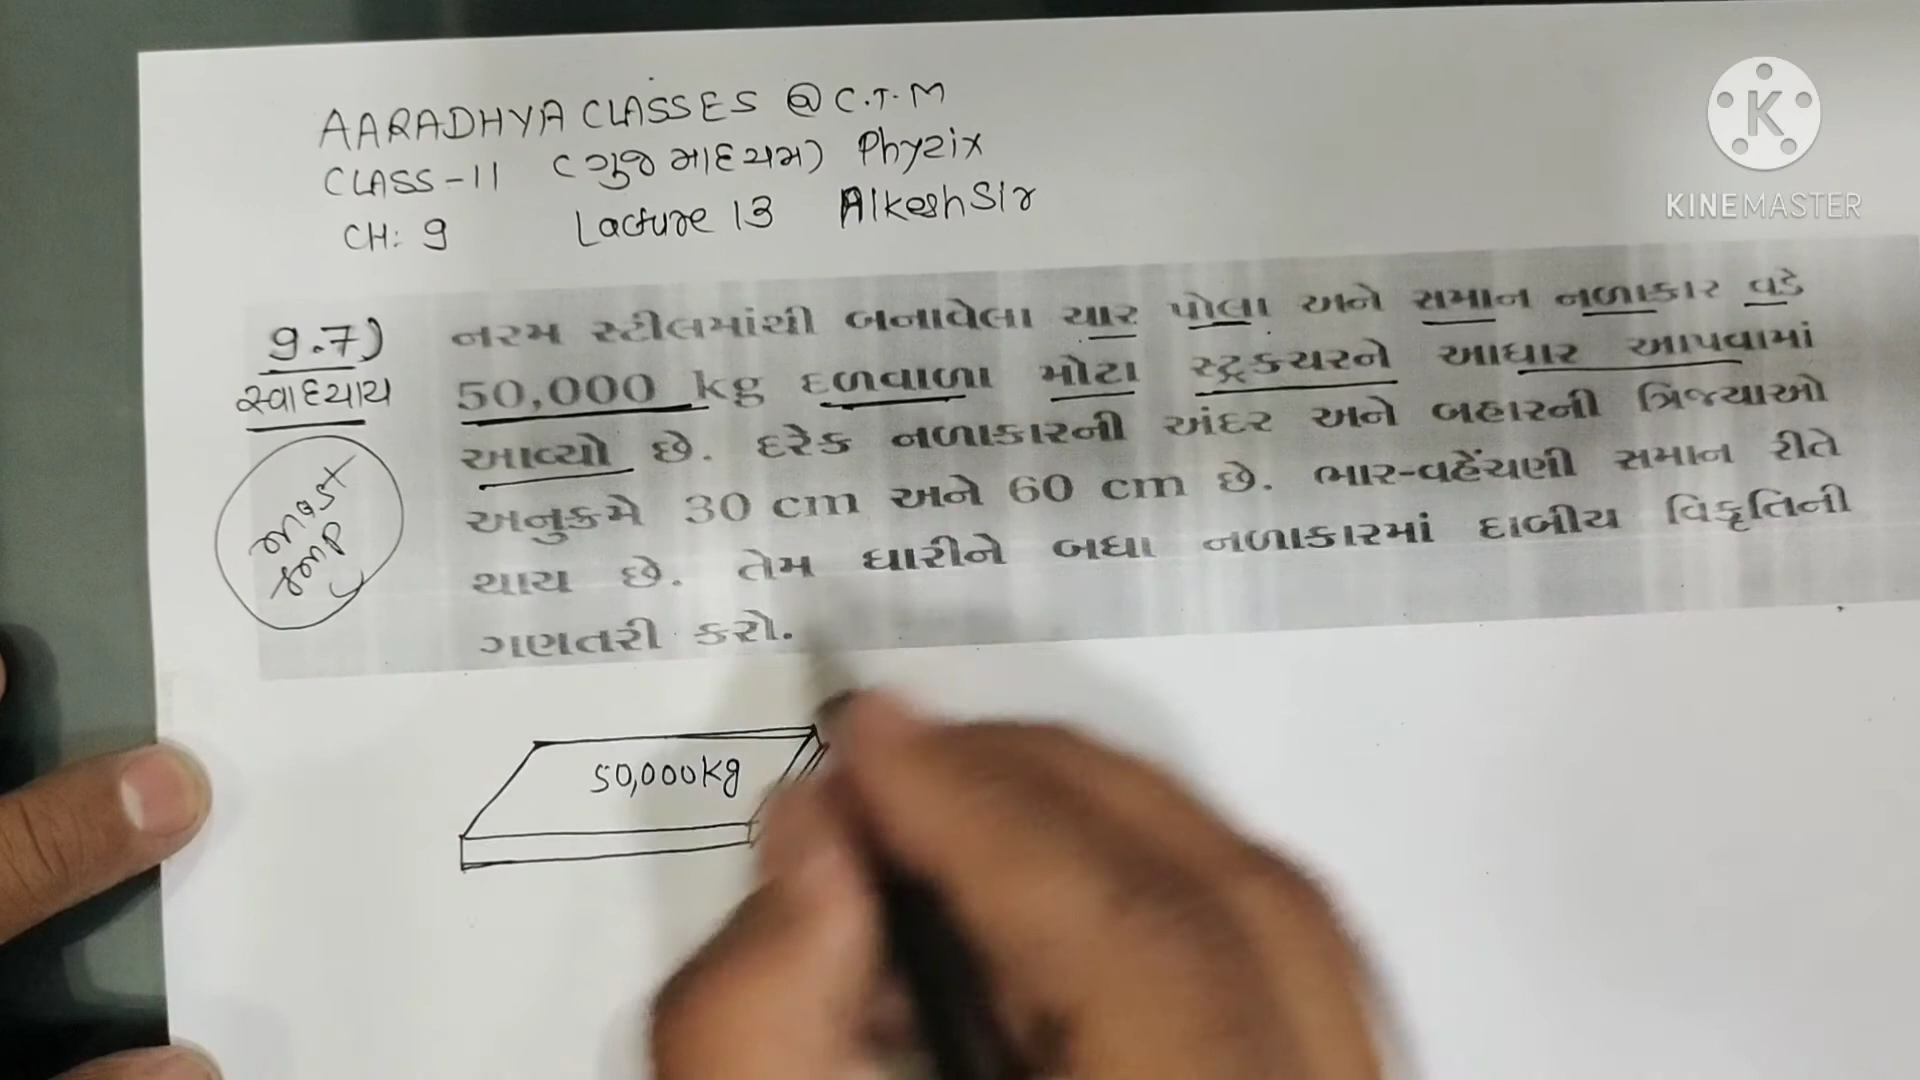 AARADHYA CLASSES @ C.T.M
CLASS-11 (ગુજ માધ્યમ) Phyzix
CH: 9 Lacture 13 AlkeshSir
KINEMASTER
9.7)
સ્વાધ્યાય
mast
નરમ સ્ટીલમાંથી બનાવેલા ચાર પોલા અને સમાન નળાકાર વડે
50,000 kg દળવાળા મોટા સ્ટ્રક્ચરને આધાર આપવામાં
આવ્યો છે. દરેક નળાકારની અંદર અને બહારની ત્રિજ્યાઓ
અનુક્રમે 30 cm અને 60 cm છે. ભાર-વહેંચણી સમાન રીતે
થાય છે. તેમ ધારીને બધા નળાકારમાં દાબીય વિકૃતિની
ગણતરી કરો.
50,000kg